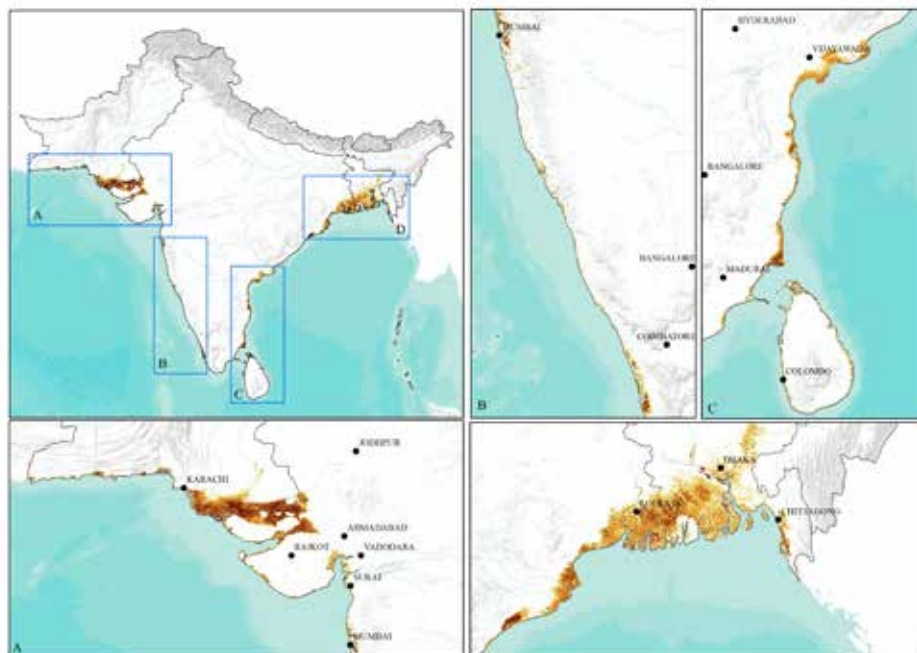 A
B
C
D
MUMBAI
BANGALORE
COIMBATORE
B
HYDERABAD
VIJAYAWADA
BANGALORE
MADURAI
COLOMBO
C
JODHPUR
KARACHI
AHMADABAD
RAJKOT
VADODARA
SURAT
MUMBAI
A
DHAKA
KOLKATA
CHITTAGONG